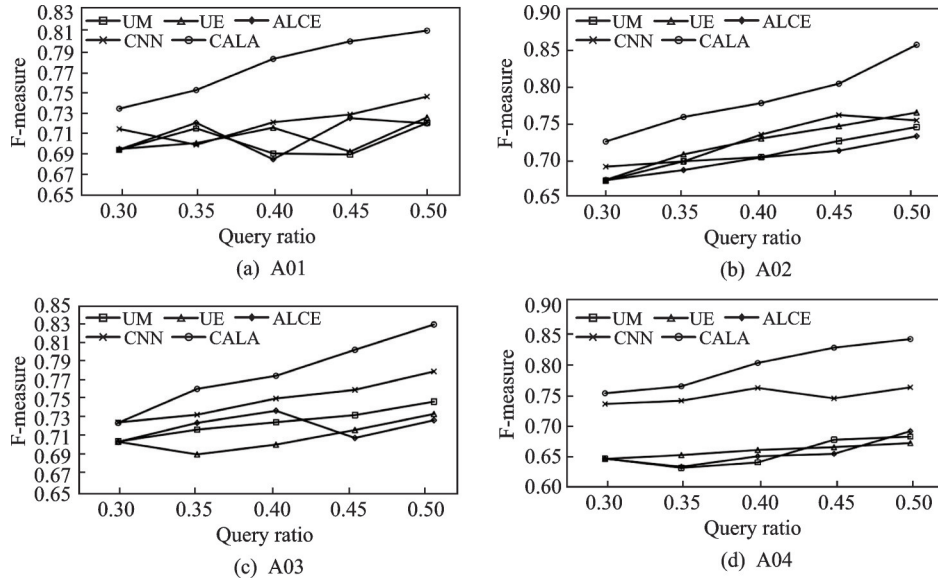 0.83
0.81
0.79
0.77
0.75
0.73
0.71
0.69
0.67
0.65
F-measure
UM UE ALCE
CNN CALA
0.30 0.35 0.40 0.45 0.50
Query ratio
(a) A01
0.90
0.85
0.80
0.75
0.70
0.65
F-measure
UM UE ALCE
CNN CALA
0.30 0.35 0.40 0.45 0.50
Query ratio
(b) A02
0.85
0.83
0.81
0.79
0.77
0.75
0.73
0.71
0.69
0.67
0.65
F-measure
UM UE ALCE
CNN CALA
0.30 0.35 0.40 0.45 0.50
Query ratio
(c) A03
0.90
0.85
0.80
0.75
0.70
0.65
0.60
F-measure
UM UE ALCE
CNN CALA
0.30 0.35 0.40 0.45 0.50
Query ratio
(d) A04